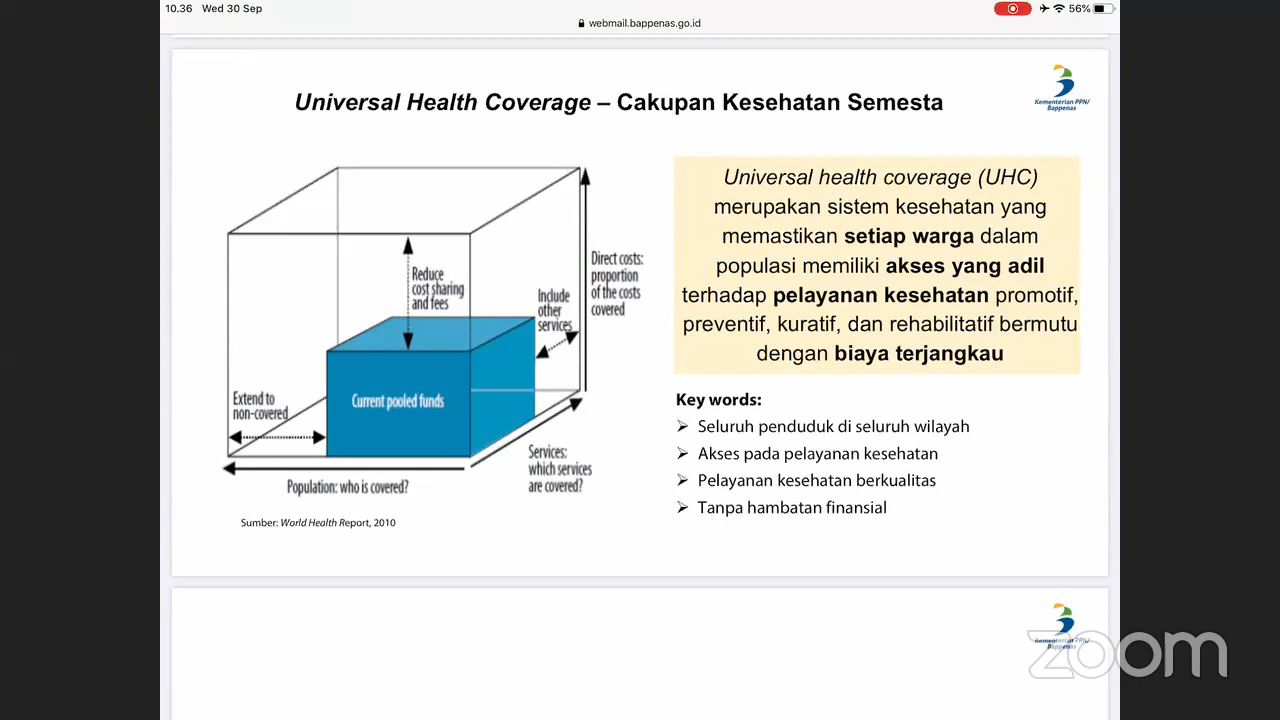 10.36 Wed 30 Sep
56%
webmail.bappenas.go.id
Universal Health Coverage – Cakupan Kesehatan Semesta
Kementerian PPN/
Bappenas
Reduce
cost sharing
and fees
Include
other
services
Direct costs:
proportion
of the costs
covered
Extend to
non-covered
Current pooled funds
Population: who is covered?
Services:
which services
are covered?
Sumber: World Health Report, 2010
Universal health coverage (UHC)
merupakan sistem kesehatan yang
memastikan setiap warga dalam
populasi memiliki akses yang adil
terhadap pelayanan kesehatan promotif,
preventif, kuratif, dan rehabilitatif bermutu
dengan biaya terjangkau
Key words:
➢ Seluruh penduduk di seluruh wilayah
➢ Akses pada pelayanan kesehatan
➢ Pelayanan kesehatan berkualitas
➢ Tanpa hambatan finansial
Kementerian PPN/
Bappenas
zoom